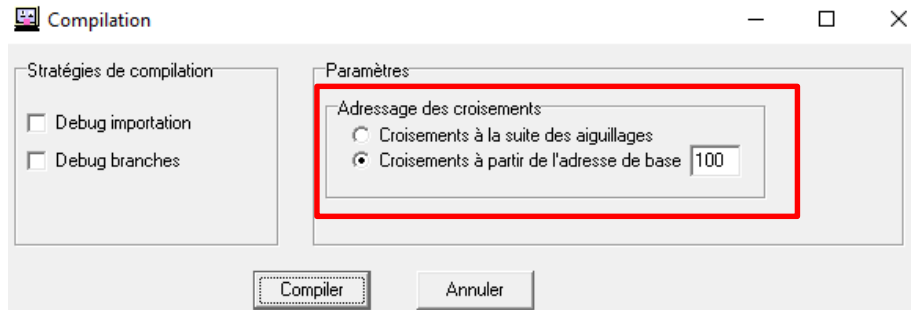 Compilation
Stratégies de compilation
Debug importation
Debug branches
Paramètres
Adressage des croisements
Croisements à la suite des aiguillages
Croisements à partir de l'adresse de base 100
Compiler
Annuler